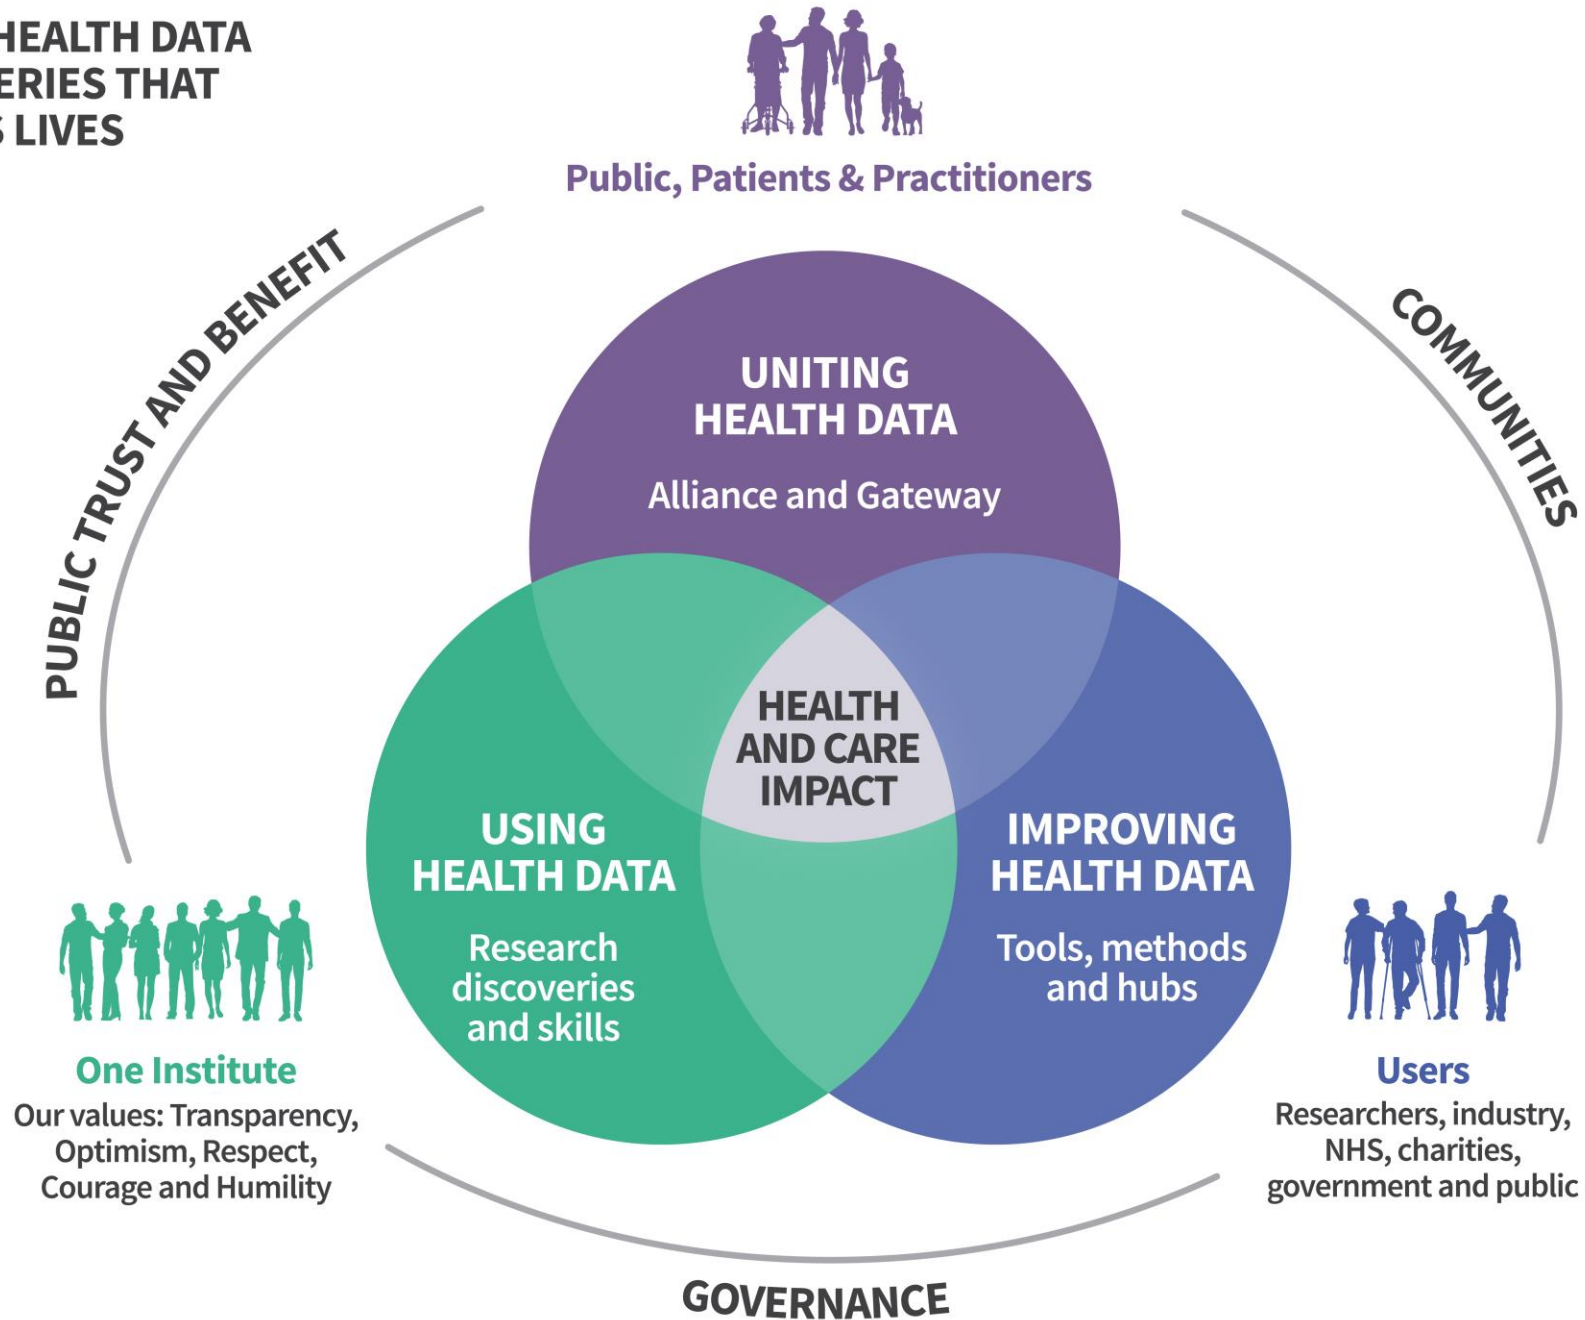 HEALTH DATA
THAT
LIVES
Public, Patients & Practitioners
PUBLIC TRUST AND BENEFIT
COMMUNITIES
UNITING
HEALTH DATA
Alliance and Gateway
HEALTH
AND CARE
IMPACT
USING
HEALTH DATA
Research
discoveries
and skills
IMPROVING
HEALTH DATA
Tools, methods
and hubs
One Institute
Our values: Transparency,
Optimism, Respect,
Courage and Humility
Users
Researchers, industry,
NHS, charities,
government and public
GOVERNANCE